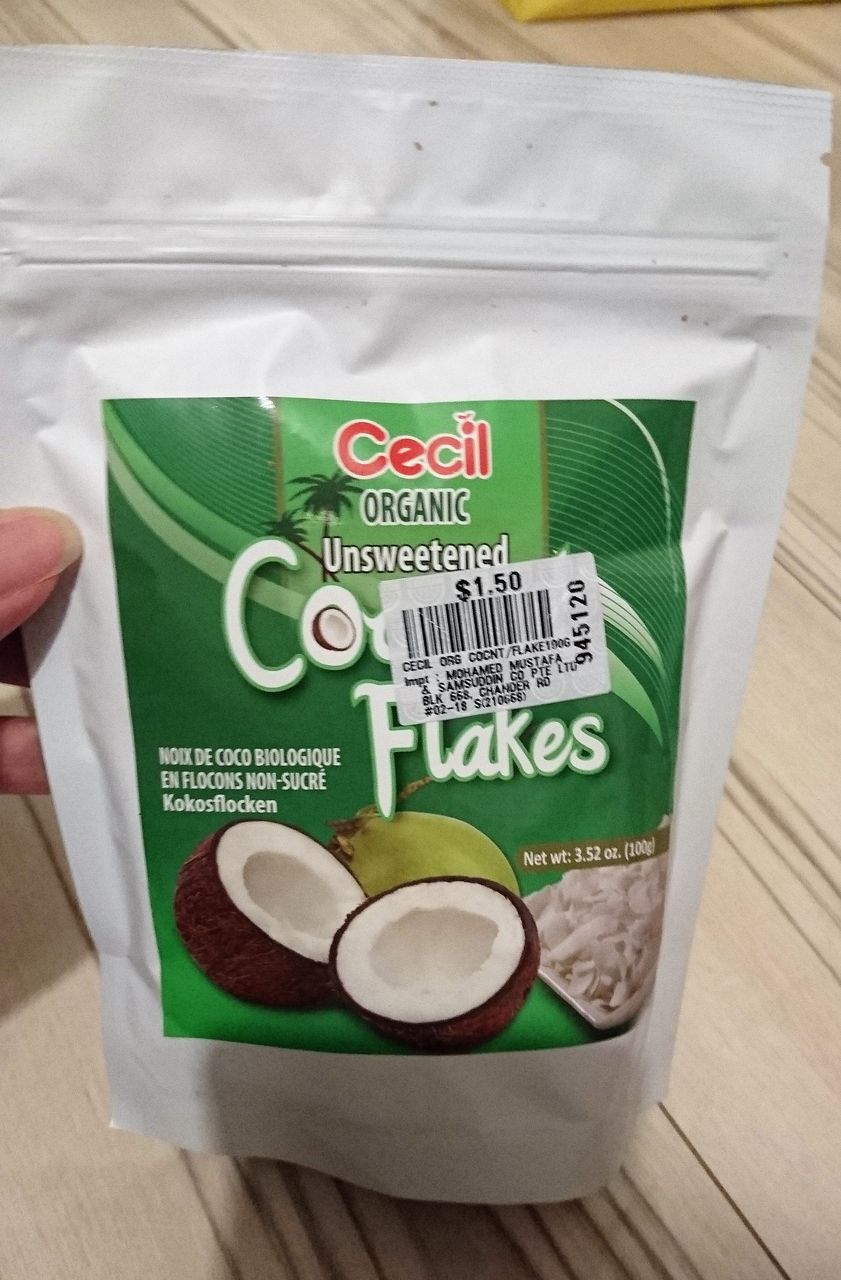 Cecil
ORGANIC
Unsweetened
Flakes
$1.50
945120
CECIL ORG COCNT/FLAKE100G
Impt : MOHAMED MUSTAFA
& SAMSUDDIN CO PTE LTD
BLK 668, CHANDER RD
#02-18 S(210668)
NOIX DE COCO BIOLOGIQUE
EN FLOCONS NON-SUCRÉ
Kokosflocken
Net wt: 3.52 oz. (100g)